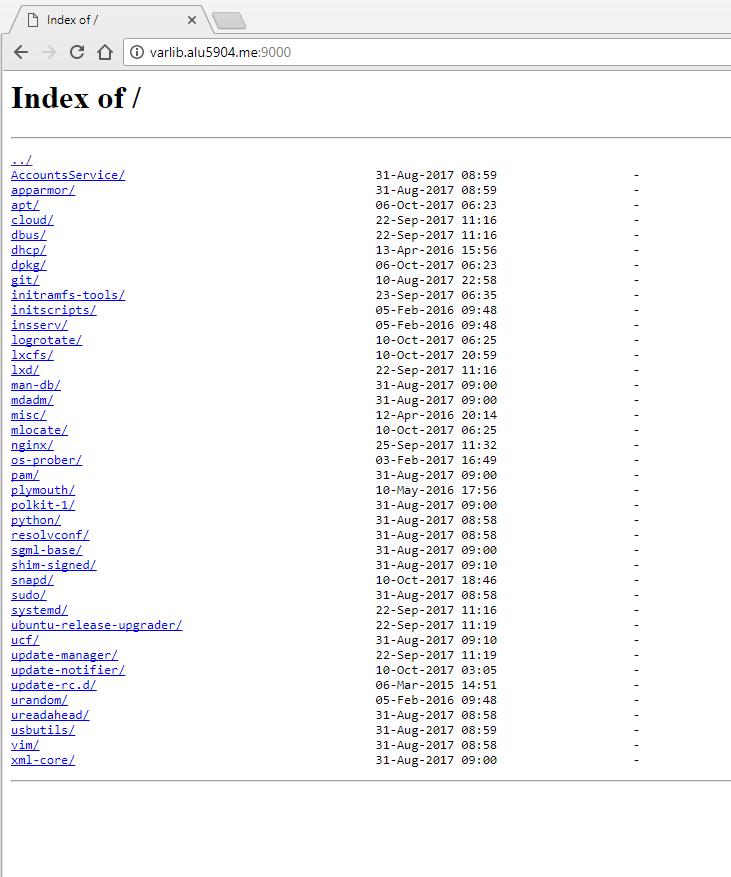 Index of /
varlib.alu5904.me:9000
Index of /
../
AccountsService/ 31-Aug-2017 08:59 -
apparmor/ 31-Aug-2017 08:59 -
apt/ 06-Oct-2017 06:23 -
cloud/ 22-Sep-2017 11:16 -
dbus/ 22-Sep-2017 11:16 -
dhcp/ 13-Apr-2016 15:56 -
dpkg/ 06-Oct-2017 06:23 -
git/ 10-Aug-2017 22:58 -
initramfs-tools/ 23-Sep-2017 06:35 -
initscripts/ 05-Feb-2016 09:48 -
insserv/ 05-Feb-2016 09:48 -
logrotate/ 10-Oct-2017 06:25 -
lxcfs/ 10-Oct-2017 20:59 -
lxd/ 22-Sep-2017 11:16 -
man-db/ 31-Aug-2017 09:00 -
mdadm/ 31-Aug-2017 09:00 -
misc/ 12-Apr-2016 20:14 -
mlocate/ 10-Oct-2017 06:25 -
nginx/ 25-Sep-2017 11:32 -
os-prober/ 03-Feb-2016 16:49 -
pam/ 31-Aug-2017 09:00 -
plymouth/ 10-May-2016 17:56 -
polkit-1/ 31-Aug-2017 09:00 -
python/ 31-Aug-2017 08:58 -
resolvconf/ 31-Aug-2017 08:58 -
sgml-base/ 31-Aug-2017 09:00 -
shim-signed/ 31-Aug-2017 09:10 -
snapd/ 10-Oct-2017 18:46 -
sudo/ 31-Aug-2017 08:58 -
systemd/ 22-Sep-2017 11:16 -
ubuntu-release-upgrader/ 22-Sep-2017 11:19 -
ucf/ 31-Aug-2017 09:10 -
update-manager/ 22-Sep-2017 11:19 -
update-notifier/ 10-Oct-2017 03:05 -
update-rc.d/ 06-Mar-2015 14:51 -
urandom/ 05-Feb-2016 09:48 -
ureadahead/ 31-Aug-2017 08:58 -
usbutils/ 31-Aug-2017 08:59 -
vim/ 31-Aug-2017 08:58 -
xml-core/ 31-Aug-2017 09:00 -